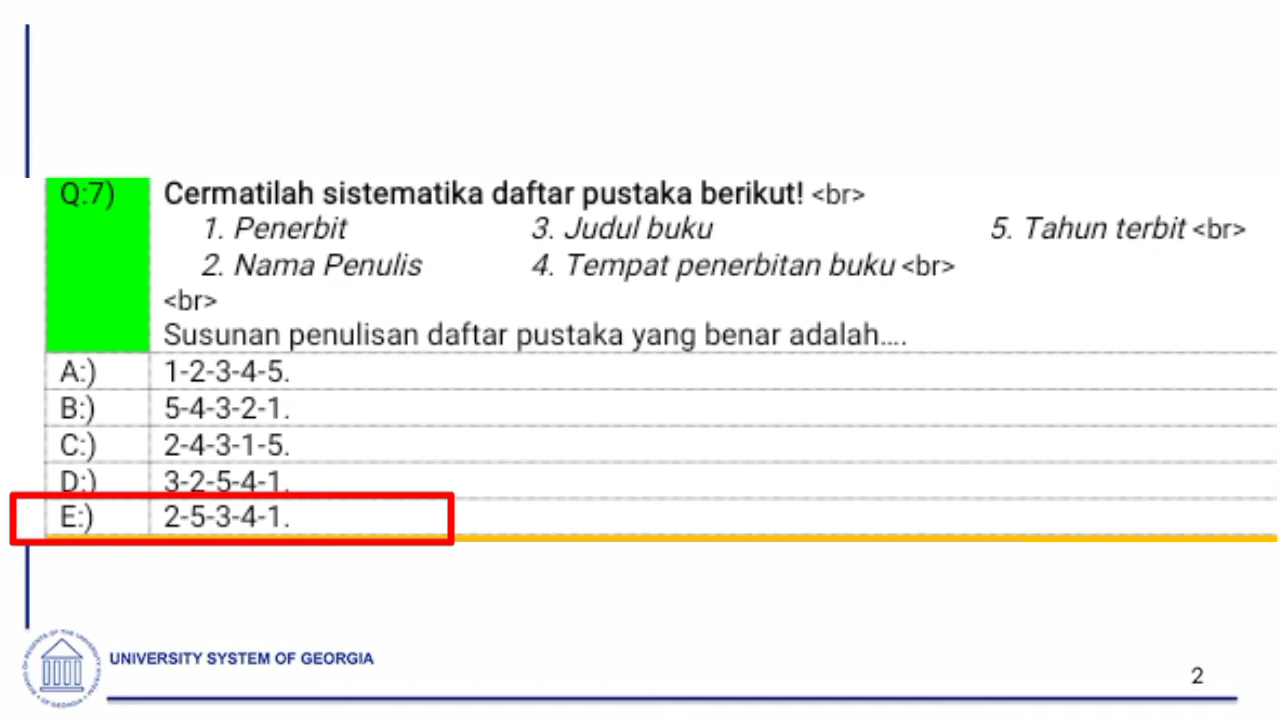 Q:7) Cermatilah sistematika daftar pustaka berikut! <br>
1. Penerbit 3. Judul buku 5. Tahun terbit <br>
2. Nama Penulis 4. Tempat penerbitan buku <br>
<br>
Susunan penulisan daftar pustaka yang benar adalah....
A:) 1-2-3-4-5.
B:) 5-4-3-2-1.
C:) 2-4-3-1-5.
D:) 3-2-5-4-1.
E:) 2-5-3-4-1.
UNIVERSITY SYSTEM OF GEORGIA
2